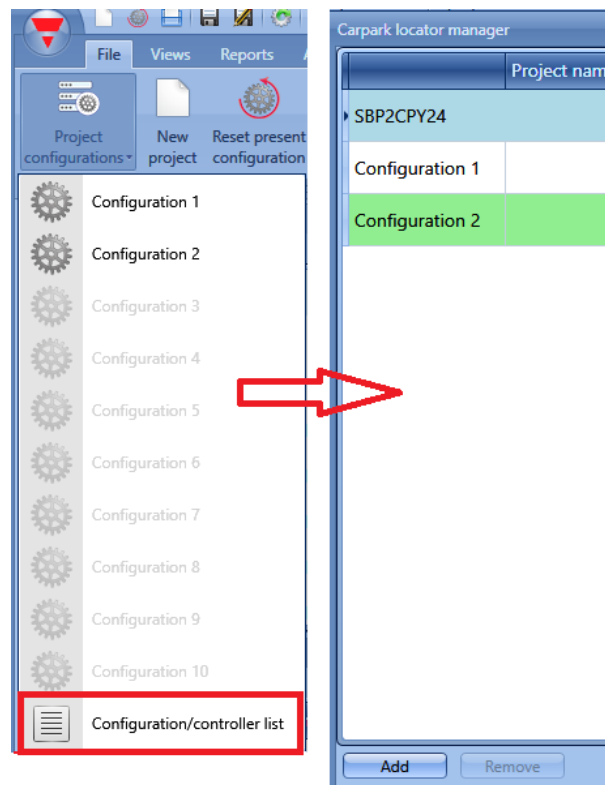 File Views Reports
Project configurations
New project
Reset present configuration
Configuration 1
Configuration 2
Configuration 3
Configuration 4
Configuration 5
Configuration 6
Configuration 7
Configuration 8
Configuration 9
Configuration 10
Configuration/controller list
Carpark locator manager
Project nam
SBP2CPY24
Configuration 1
Configuration 2
Add Remove